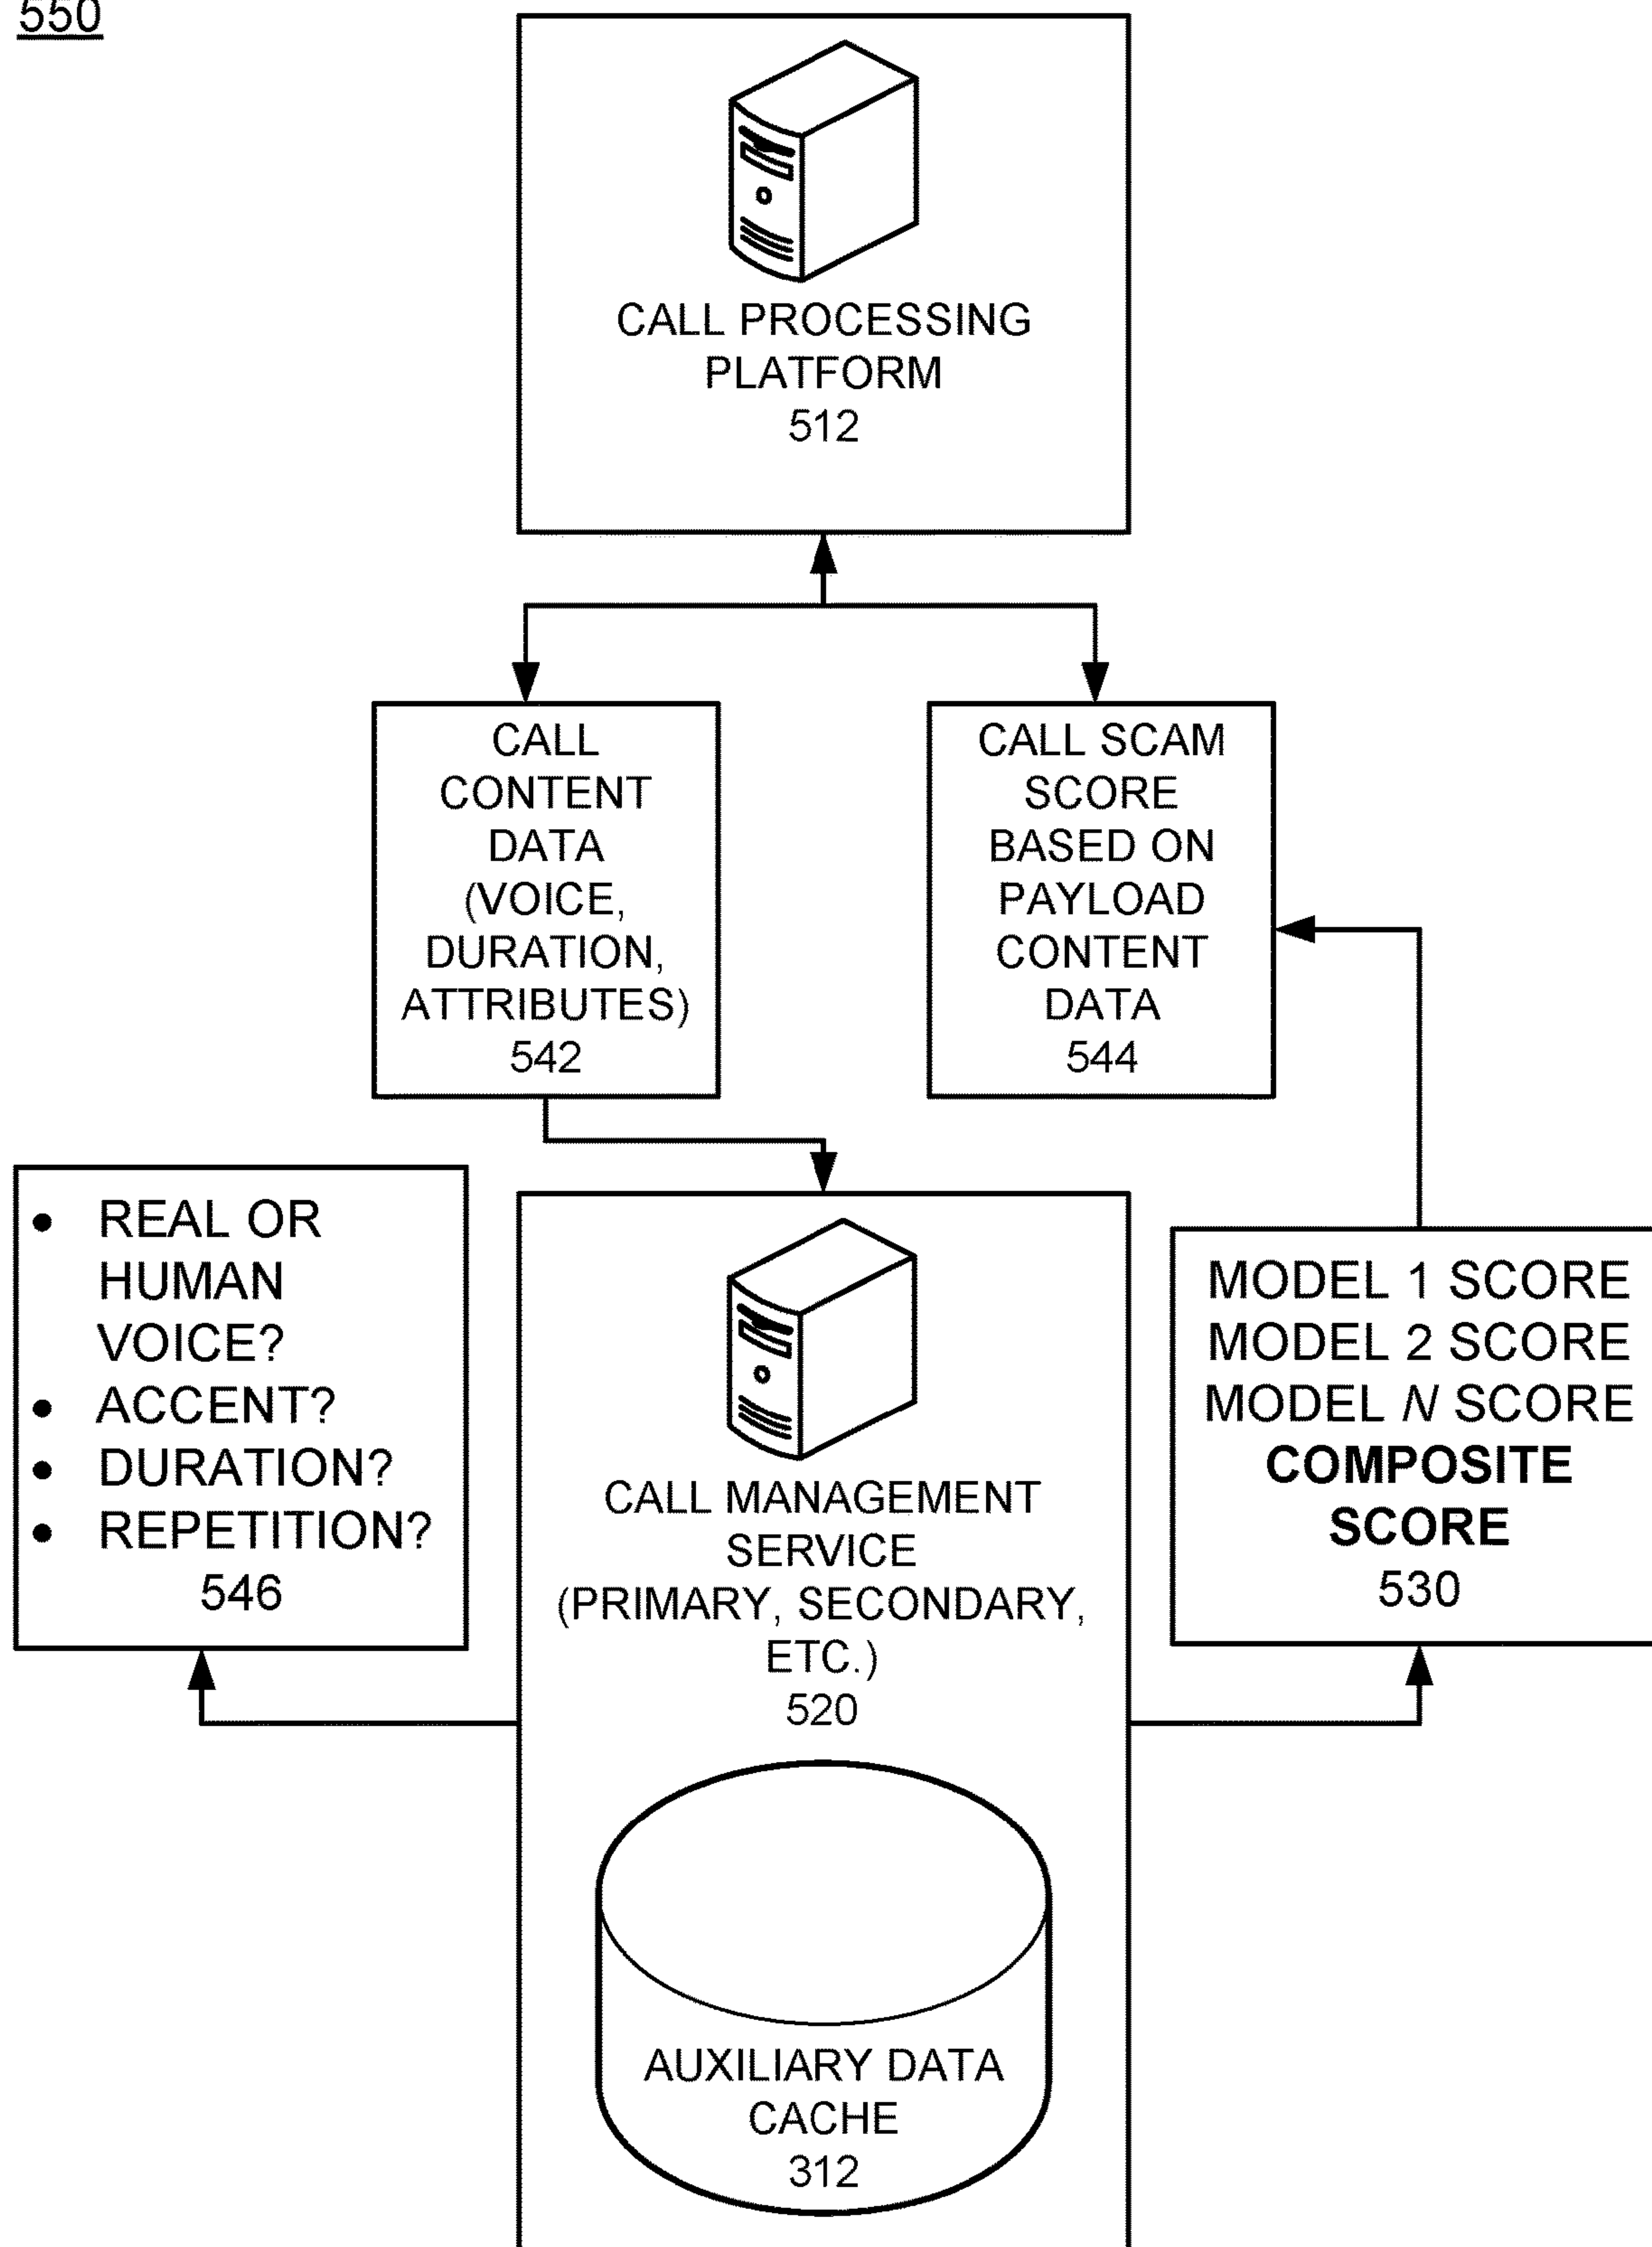 550
CALL PROCESSING
PLATFORM
512
CALL
CONTENT
DATA
(VOICE,
DURATION,
ATTRIBUTES)
542
CALL SCAM
SCORE
BASED ON
PAYLOAD
CONTENT
DATA
544
• REAL OR
HUMAN
VOICE?
• ACCENT?
• DURATION?
• REPETITION?
546
CALL MANAGEMENT
SERVICE
(PRIMARY, SECONDARY,
ETC.)
520
MODEL 1 SCORE
MODEL 2 SCORE
MODEL N SCORE
COMPOSITE
SCORE
530
AUXILIARY DATA
CACHE
312